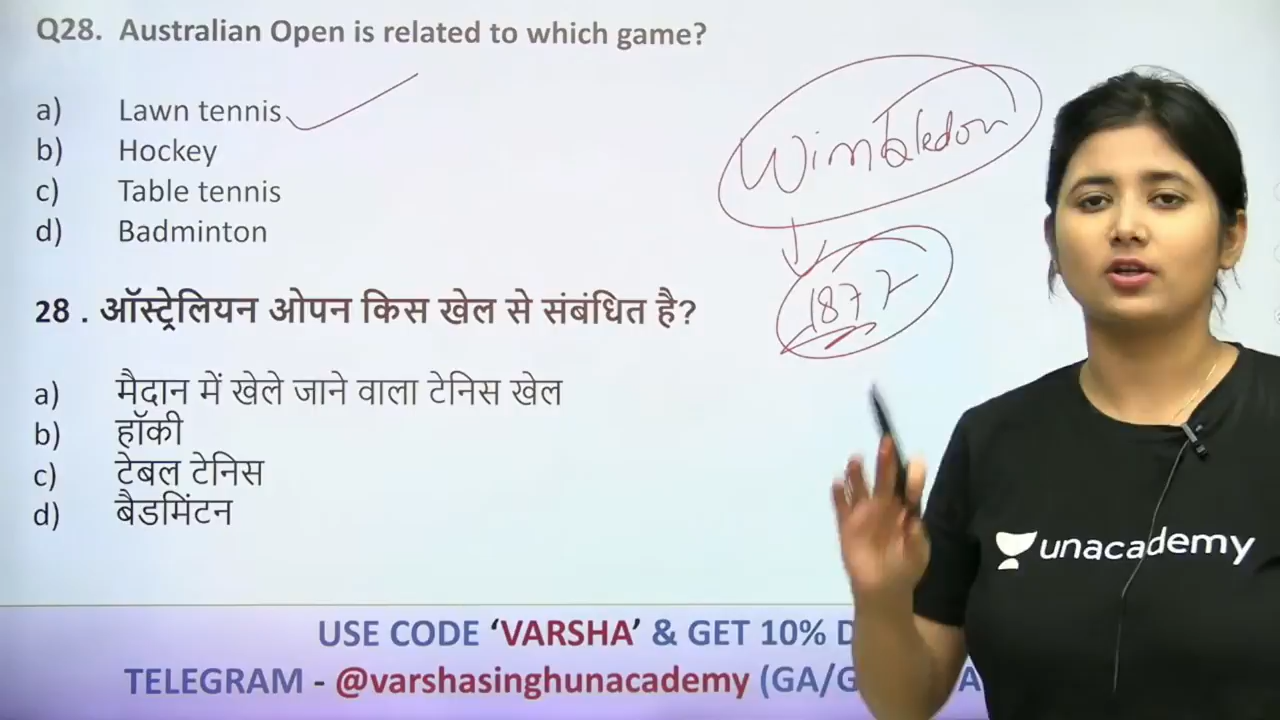 Q28. Australian Open is related to which game?
a) Lawn tennis
b) Hockey
c) Table tennis
d) Badminton
Wimbledon
187
28 . ऑस्ट्रेलियन ओपन किस खेल से संबंधित है?
a) मैदान में खेले जाने वाला टेनिस खेल
b) हॉकी
c) टेबल टेनिस
d) बैडमिंटन
unacademy
USE CODE ‘VARSHA’ & GET 10% D
TELEGRAM - @varshasinghunacademy (GA/G